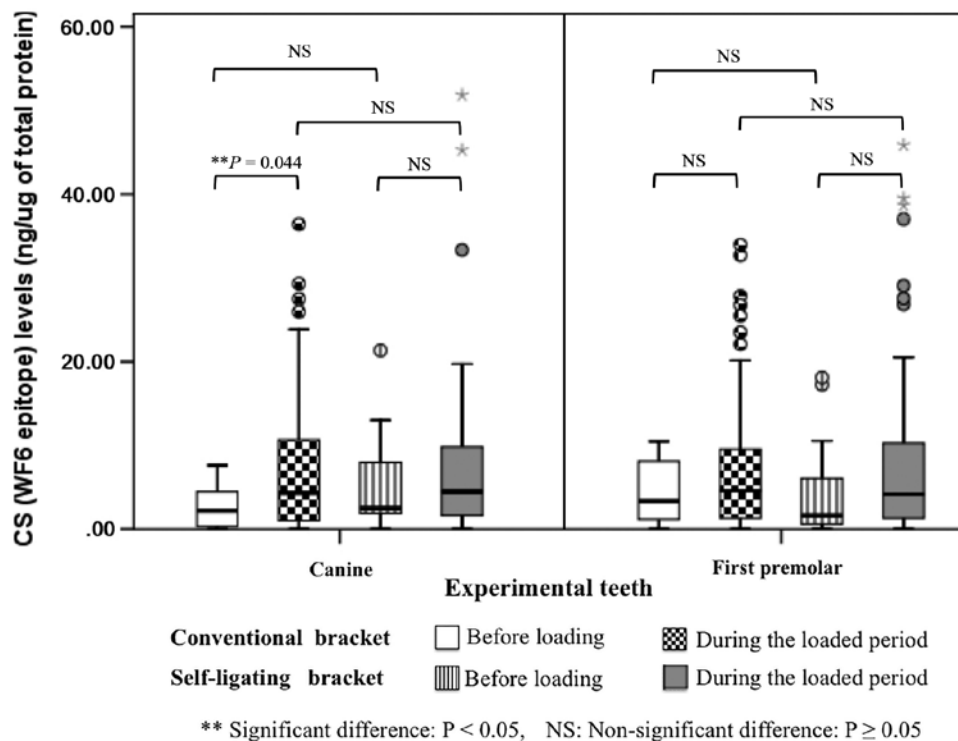 CS (WF6 epitope) levels (ng/ug of total protein)
60.00
40.00
20.00
.00
NS
NS
**P = 0.044
NS
NS
NS
NS
NS
Canine
First premolar
Experimental teeth
Conventional bracket Before loading During the loaded period
Self-ligating bracket Before loading During the loaded period
** Significant difference: P < 0.05, NS: Non-significant difference: P ≥ 0.05